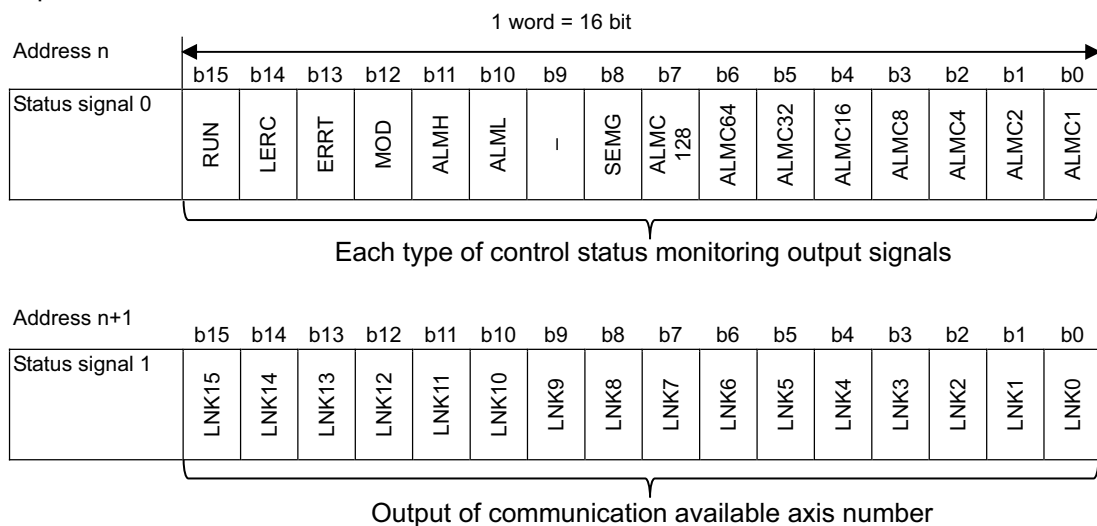 1 word = 16 bit
Address n
b15 b14 b13 b12 b11 b10 b9 b8 b7 b6 b5 b4 b3 b2 b1 b0
Status signal 0
RUN LERC ERRT MOD ALMH ALML – SEMG ALMC 128 ALMC64 ALMC32 ALMC16 ALMC8 ALMC4 ALMC2 ALMC1
Each type of control status monitoring output signals
Address n+1
b15 b14 b13 b12 b11 b10 b9 b8 b7 b6 b5 b4 b3 b2 b1 b0
Status signal 1
LNK15 LNK14 LNK13 LNK12 LNK11 LNK10 LNK9 LNK8 LNK7 LNK6 LNK5 LNK4 LNK3 LNK2 LNK1 LNK0
Output of communication available axis number